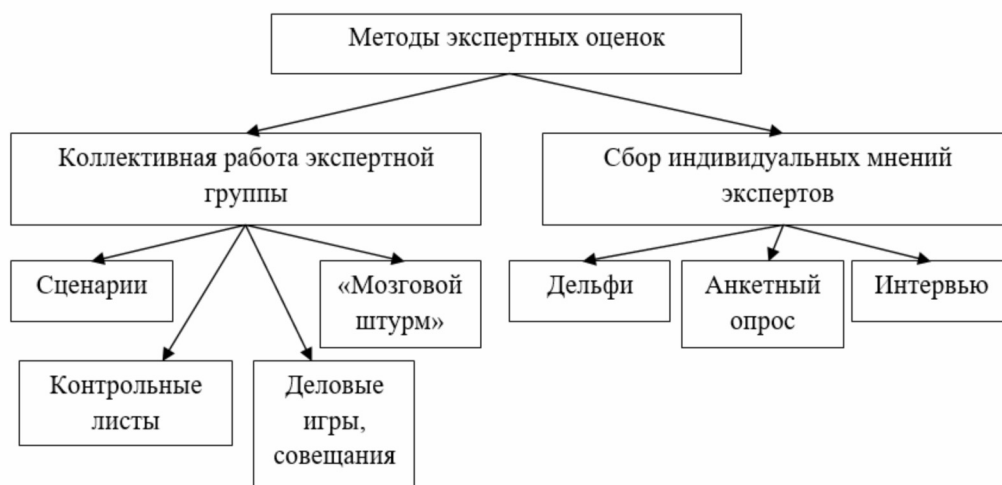 Методы экспертных оценок
Коллективная работа экспертной
группы
Сбор индивидуальных мнений
экспертов
Сценарии
«Мозговой
штурм»
Дельфи
Анкетный
опрос
Интервью
Контрольные
листы
Деловые
игры,
совещания